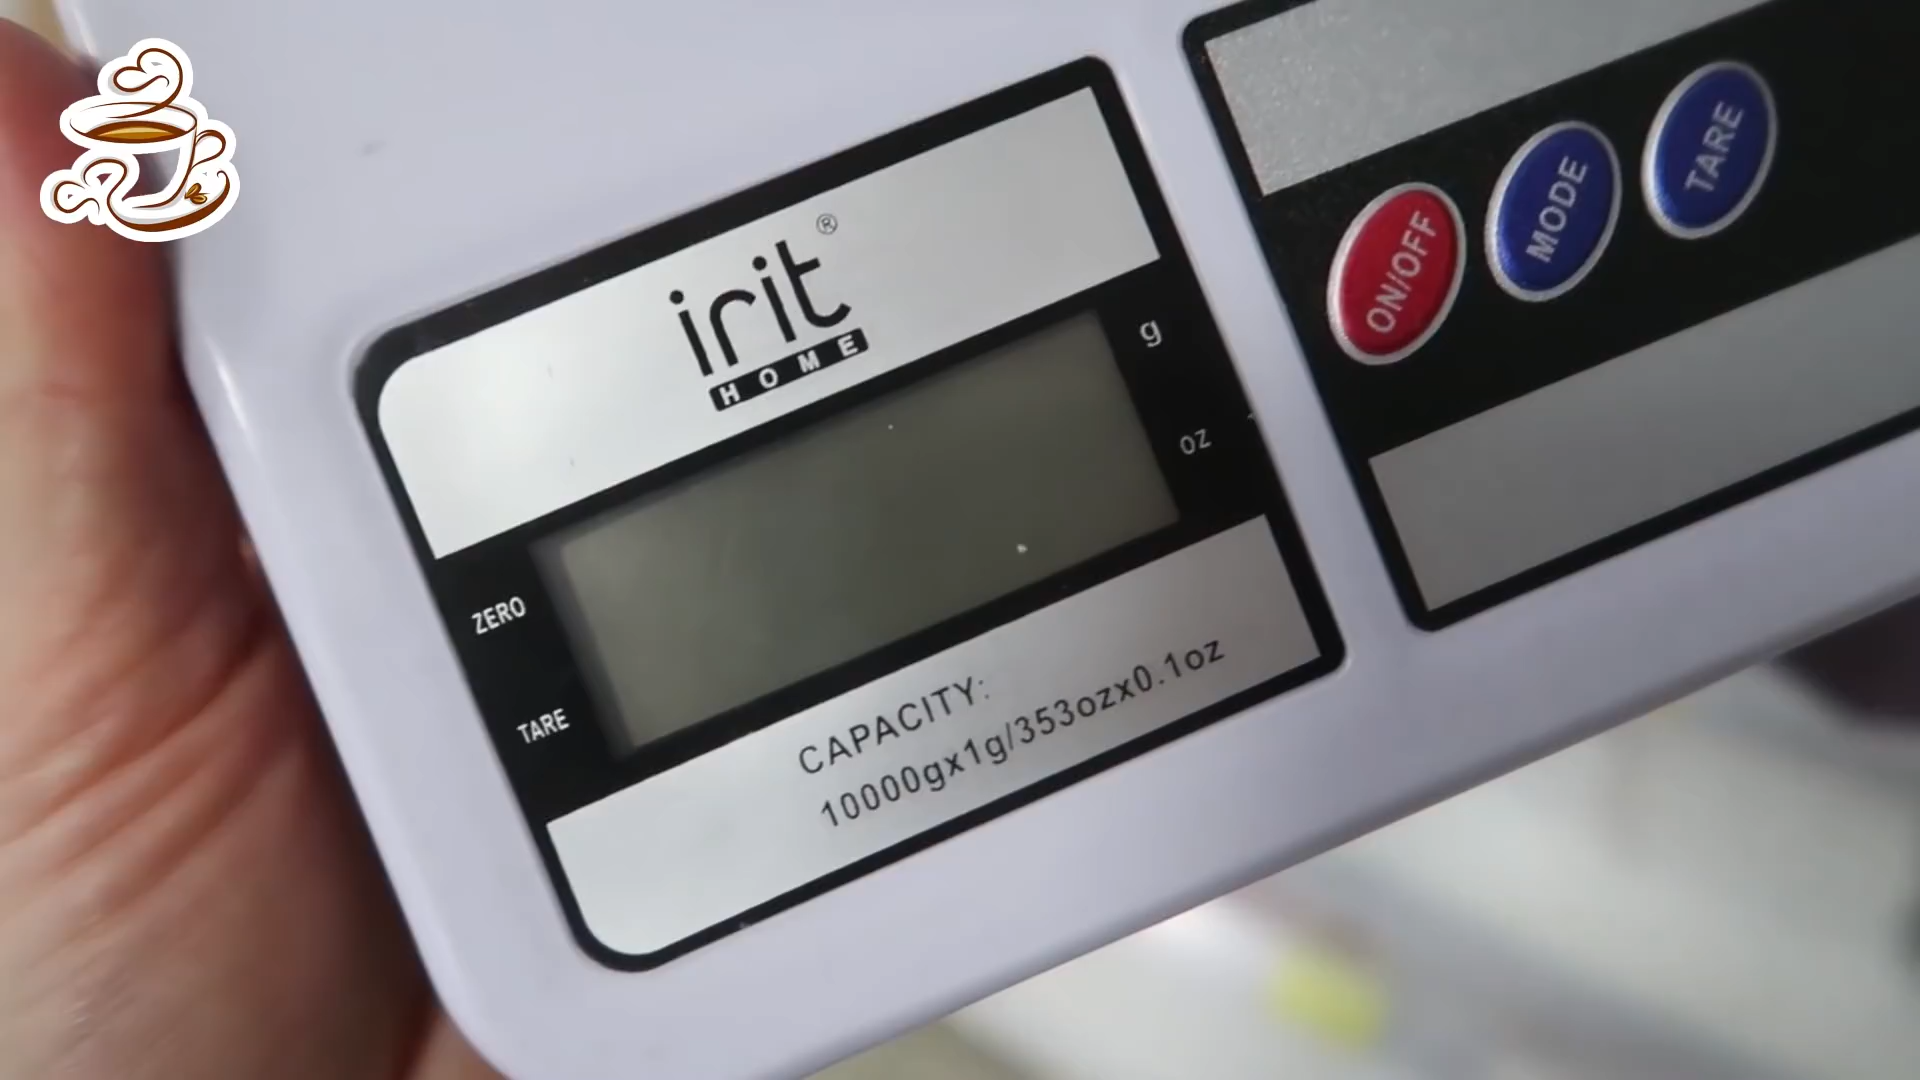 irit®
HOME
g
oz
ZERO
TARE
CAPACITY:
10000gx1g/353ozx0.1oz
ON/OFF
MODE
TARE